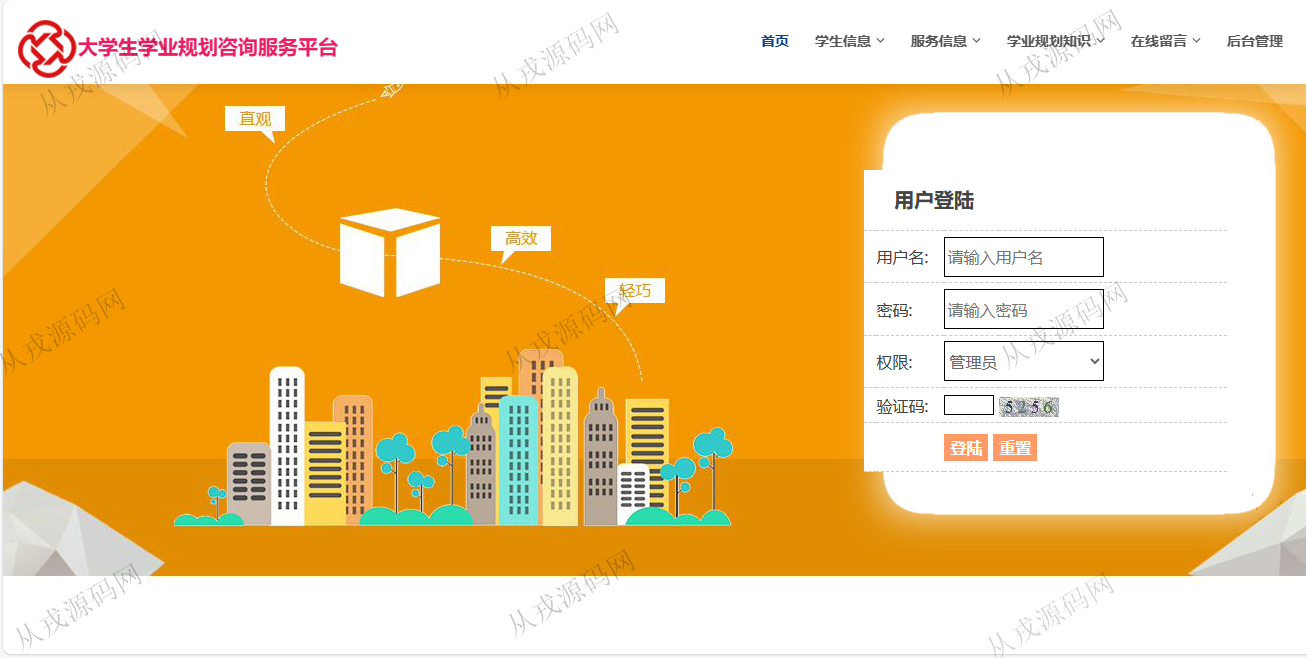 大学生学业规划咨询服务平台
首页 学生信息 服务信息 学业规划知识 在线留言 后台管理
从戎源码网
从戎源码网
从戎源码网
直观
高效
轻巧
用户登陆
用户名: 请输入用户名
密码: 请输入密码
权限: 管理员
验证码: 5256
登陆 重置
从戎源码网
从戎源码网
从戎源码网
从戎源码网
从戎源码网
从戎源码网